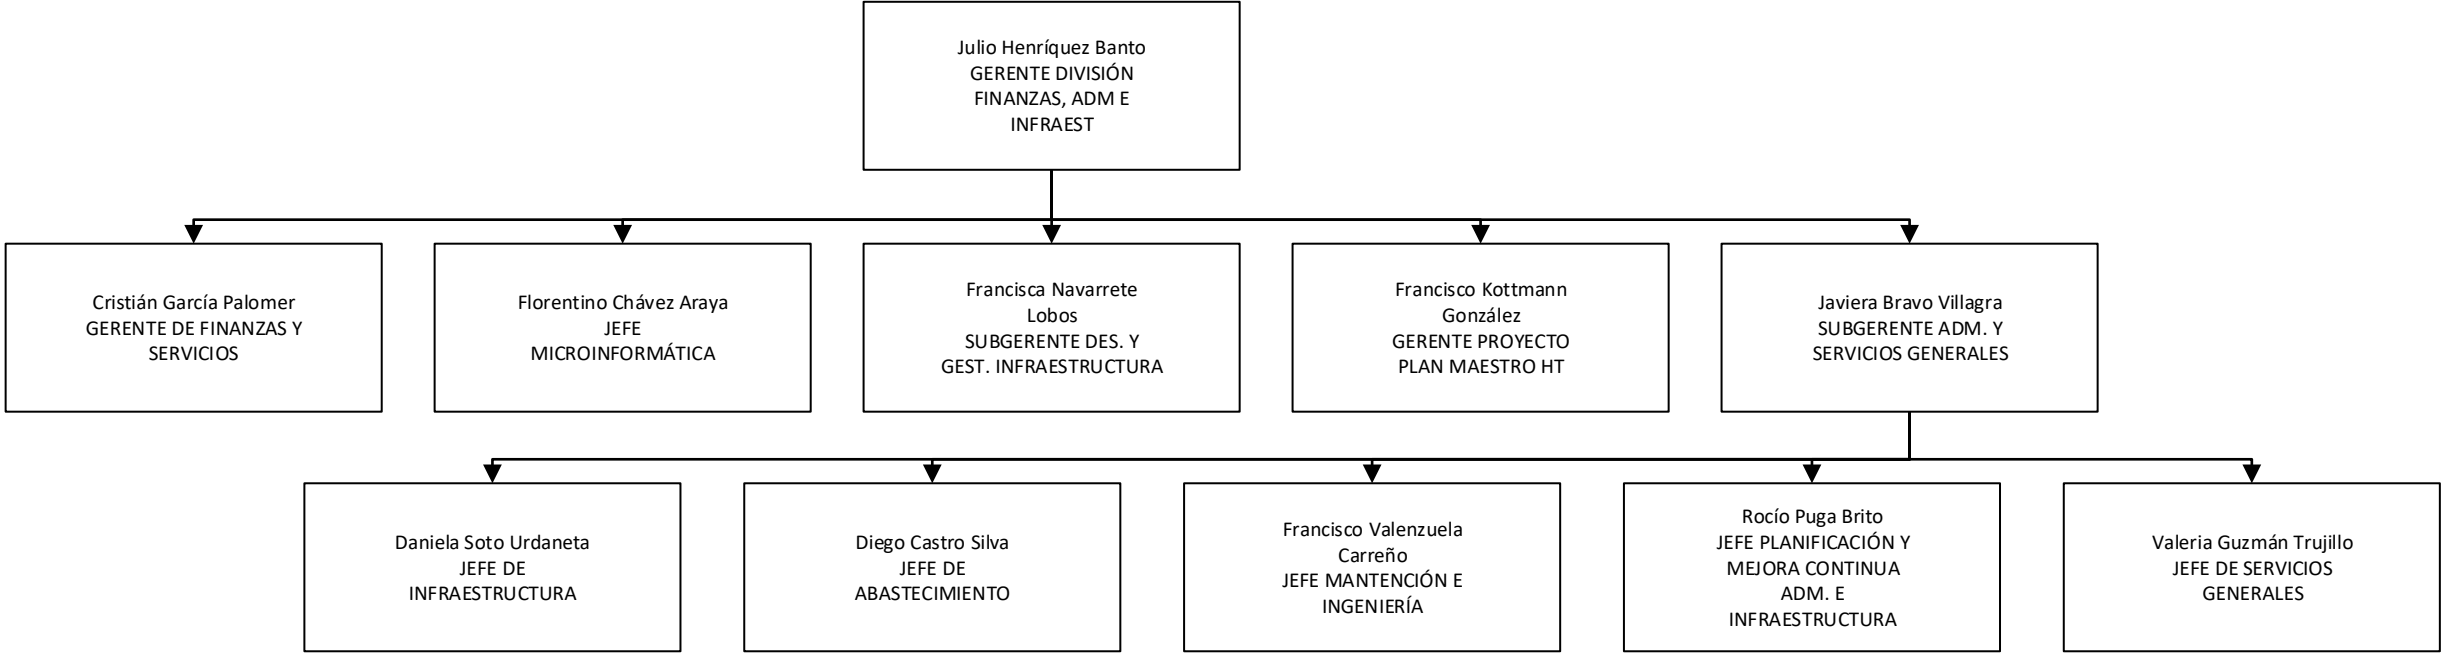 Julio Henríquez Banto
GERENTE DIVISIÓN
FINANZAS, ADM E
INFRAEST
Cristián García Palomer
GERENTE DE FINANZAS Y
SERVICIOS
Florentino Chávez Araya
JEFE
MICROINFORMÁTICA
Francisca Navarrete
Lobos
SUBGERENTE DES. Y
GEST. INFRAESTRUCTURA
Francisco Kottmann
González
GERENTE PROYECTO
PLAN MAESTRO HT
Javiera Bravo Villagra
SUBGERENTE ADM. Y
SERVICIOS GENERALES
Daniela Soto Urdaneta
JEFE DE
INFRAESTRUCTURA
Diego Castro Silva
JEFE DE
ABASTECIMIENTO
Francisco Valenzuela
Carreño
JEFE MANTENCIÓN E
INGENIERÍA
Rocío Puga Brito
JEFE PLANIFICACIÓN Y
MEJORA CONTINUA
ADM. E
INFRAESTRUCTURA
Valeria Guzmán Trujillo
JEFE DE SERVICIOS
GENERALES